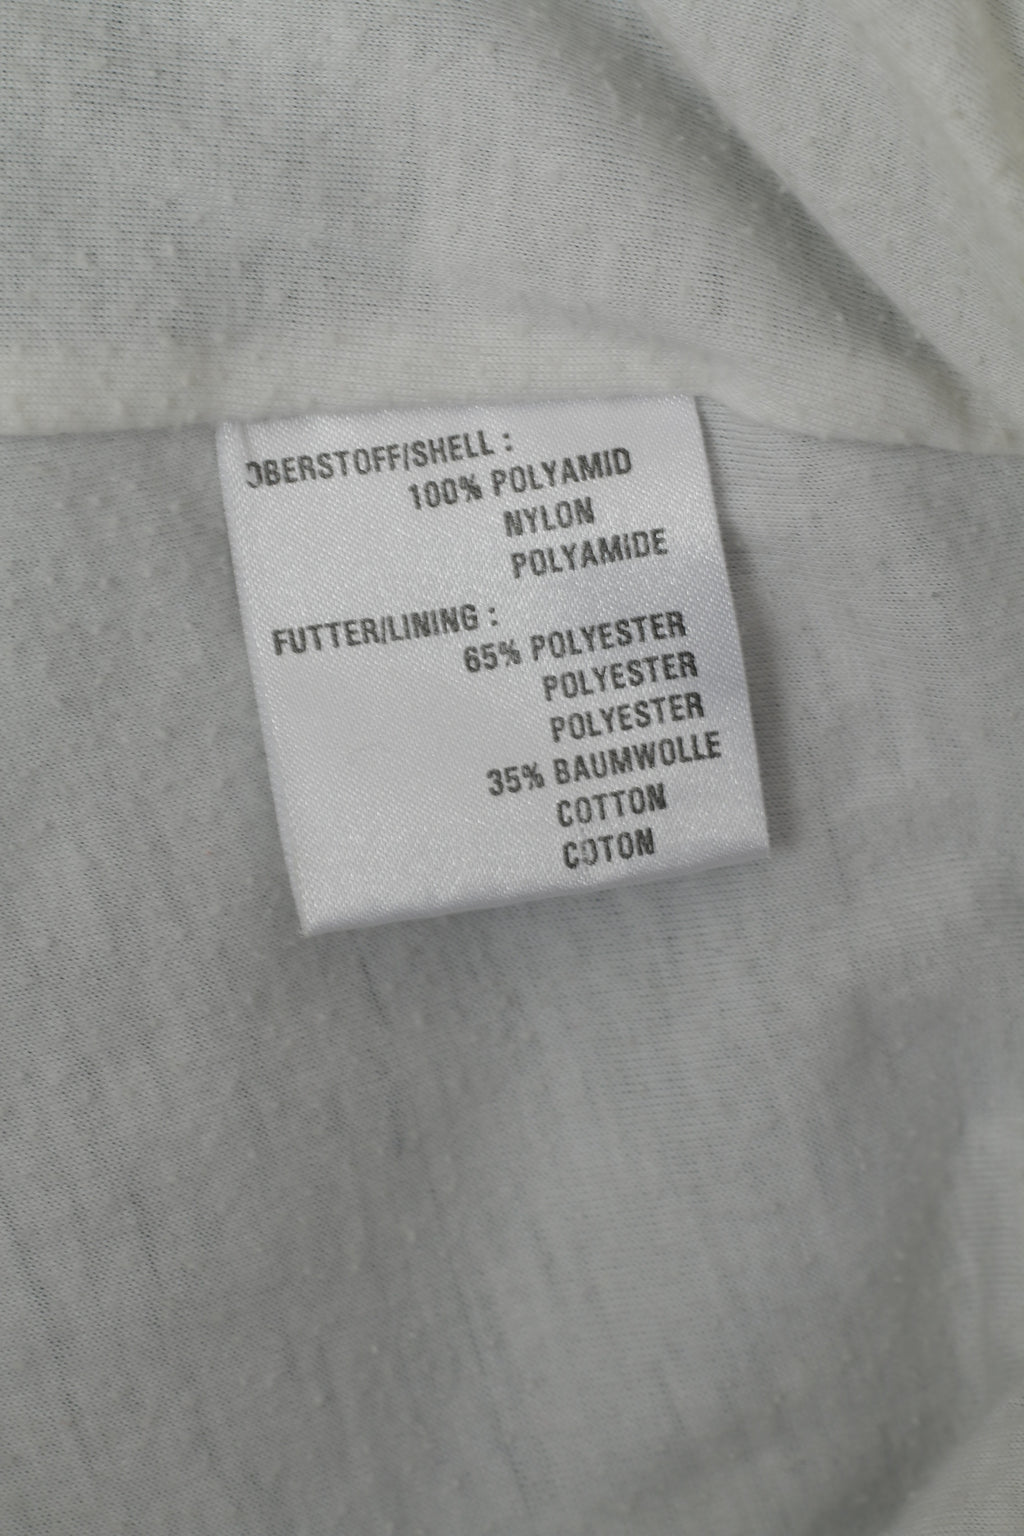 OBERSTOFF/SHELL :
100% POLYAMID
NYLON
POLYAMIDE
FUTTER/LINING :
65% POLYESTER
POLYESTER
POLYESTER
35% BAUMWOLLE
COTTON
COTON